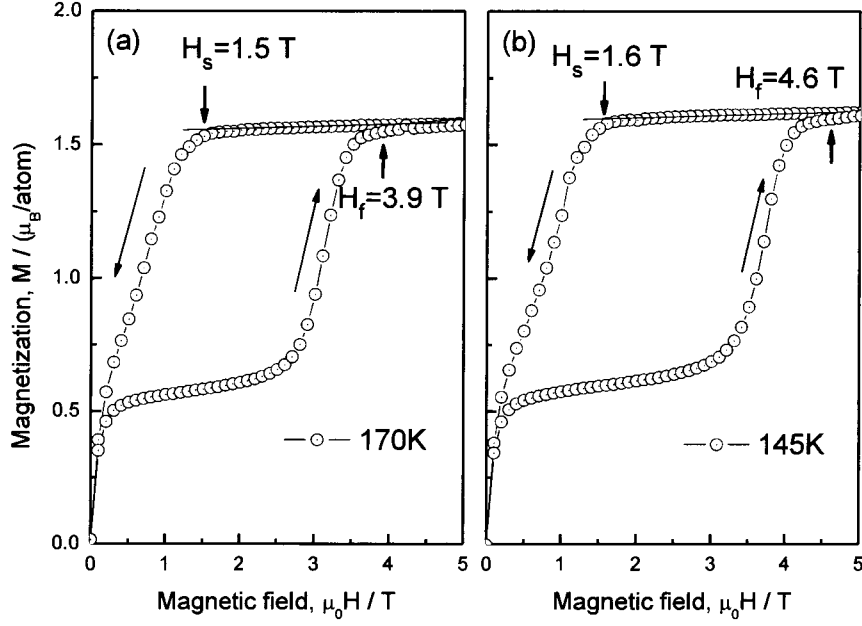 (a)
H_s=1.5 T
H_f=3.9 T
170K
(b)
H_s=1.6 T
H_f=4.6 T
145K
Magnetization, M / (μ_B/atom)
2.0
1.5
1.0
0.5
0.0
0 1 2 3 4 5
0 1 2 3 4 5
Magnetic field, μ_0H / T
Magnetic field, μ_0H / T